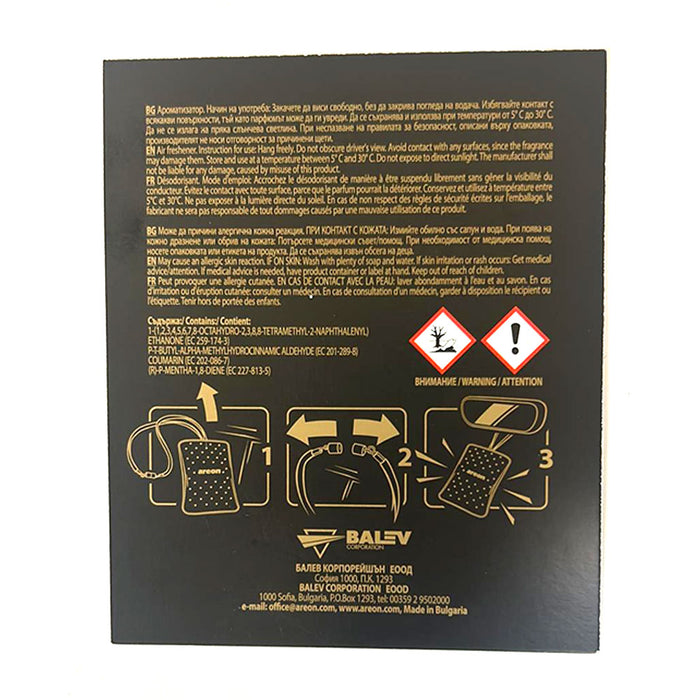 BG Ароматизатор. Начин на употреба: Закачете да виси свободно, без да закрива погледа на водача. Избягвайте контакт с
всякакви повърхности, тъй като парфюмът може да ги увреди. Да се съхранява и използва при температури от 5° C до 30° C.
Да не се излага на пряка слънчева светлина. При неспазване на правилата за безопасност, описани върху опаковката,
производителят не носи отговорност за причинени щети.
EN Air freshener. Instruction for use: Hang freely. Do not obscure driver's view. Avoid contact with any surfaces, since the fragrance
may damage them. Store and use at a temperature between 5° C and 30° C. Do not expose to direct sunlight. The manufacturer shall
not be liable for any damage, caused by misuse of this product.
FR Désodorisant. Mode d'emploi: Accrochez le désodorisant de manière à être suspendu librement sans gêner la visibilité du
conducteur. Evitez le contact avec toute surface, parce que le parfum pourrait la détériorer. Conservez et utilisez à température entre
5°C et 30°C. Ne pas exposer à la lumière directe du soleil. En cas de non respect des règles de sécurité écrites sur l'emballage, le
fabricant ne sera pas responsable de tout dommages causés par une mauvaise utilisation de ce produit.
BG Може да причини алергична кожна реакция. ПРИ КОНТАКТ С КОЖАТА: Измийте обилно със сапун и вода. При поява на
кожно дразнене или обрив на кожата: Потърсете медицински съвет/помощ. При необходимост от медицинска помощ,
носете опаковката или етикета на продукта. Да се съхранява извън обсега на деца.
EN May cause an allergic skin reaction. IF ON SKIN: Wash with plenty of soap and water. If skin irritation or rash occurs: Get medical
advice/attention. If medical advice is needed, have product container or label at hand. Keep out of reach of children.
FR Peut provoquer une allergie cutanée. EN CAS DE CONTACT AVEC LA PEAU: laver abondamment à l'eau et au savon. En cas
d'irritation ou d'éruption cutanée: consulter un médecin. En cas de consultation d'un médecin, garder à disposition le récipient ou
l'étiquette. Tenir hors de portée des enfants.
Съдържа:/ Contains:/ Contient:
1-(1,2,3,4,5,6,7,8-OCTAHYDRO-2,3,8,8-TETRAMETHYL-2-NAPHTHALENYL)
ETHANONE (EC 259-174-3)
P-T-BUTYL-ALPHA-METHYLHYDROCINNAMIC ALDEHYDE (EC 201-289-8)
COUMARIN (EC 202-086-7)
(R)-P-MENTHA-1,8-DIENE (EC 227-813-5)
ВНИМАНИЕ / WARNING / ATTENTION
1
2
3
areon
areon
BALEV
CORPORATION
БАЛЕВ КОРПОРЕЙШЪН ЕООД
София 1000, П.К. 1293
BALEV CORPORATION EOOD
1000 Sofia, Bulgaria, P.O.Box 1293, tel: 00359 2 9502000
e-mail: office@areon.com, www.areon.com, Made in Bulgaria